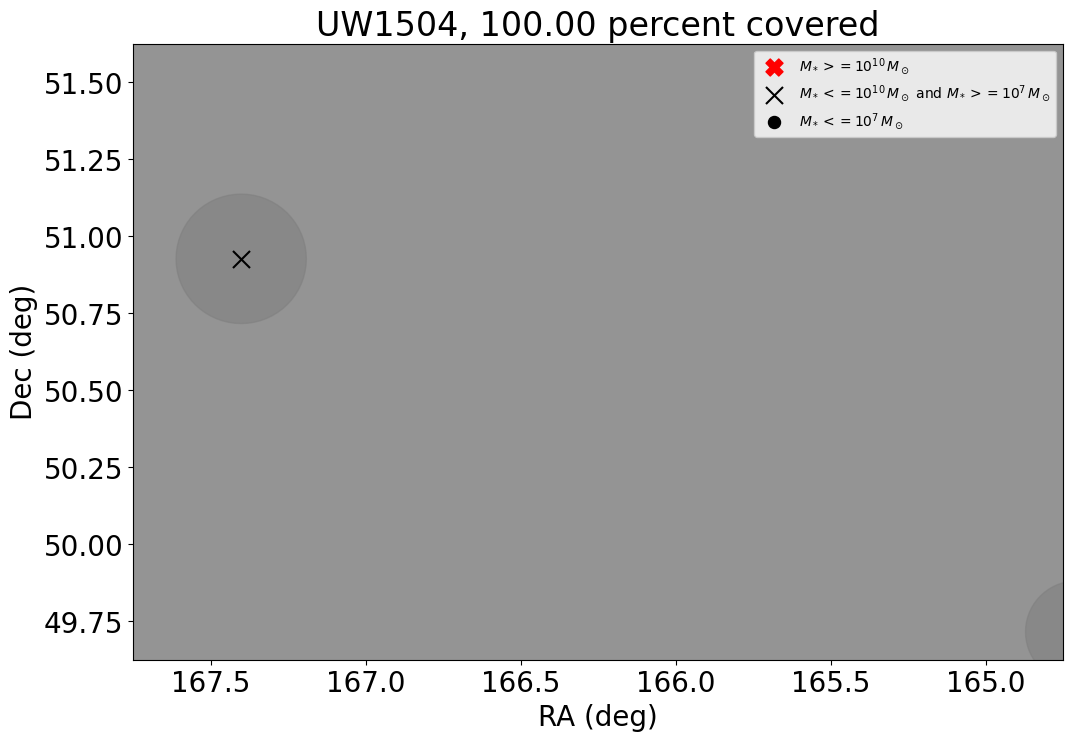 UW1504, 100.00 percent covered
M* >= 10^10 M⊙
M* <= 10^10 M⊙ and M* >= 10^7 M⊙
M* <= 10^7 M⊙
51.50
51.25
51.00
50.75
50.50
50.25
50.00
49.75
Dec (deg)
167.5 167.0 166.5 166.0 165.5 165.0
RA (deg)